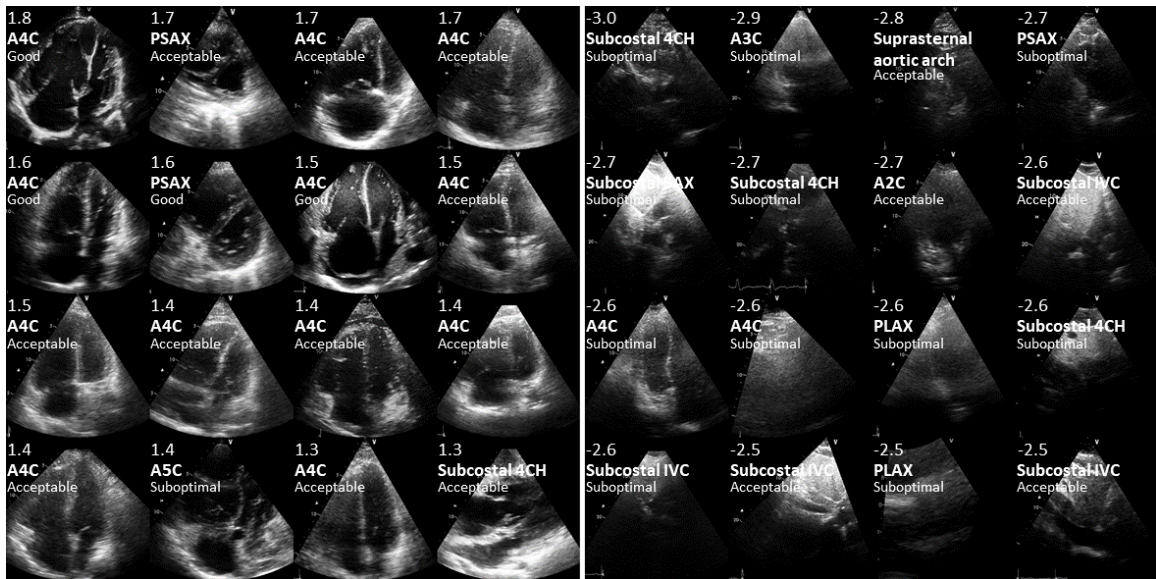 1.8
A4C
Good
1.7
PSAX
Acceptable
1.7
A4C
Acceptable
1.7
A4C
Acceptable
-3.0
Subcostal 4CH
Suboptimal
-2.9
A3C
Suboptimal
-2.8
Suprasternal
aortic arch
Acceptable
-2.7
PSAX
Suboptimal
1.6
A4C
Good
1.6
PSAX
Good
1.5
A4C
Good
1.5
A4C
Acceptable
-2.7
Subcostal
Suboptimal
-2.7
Subcostal 4CH
Suboptimal
-2.7
A2C
Acceptable
-2.6
Subcostal IVC
Acceptable
1.5
A4C
Acceptable
1.4
A4C
Acceptable
1.4
A4C
Acceptable
1.4
A4C
Acceptable
-2.6
A4C
Suboptimal
-2.6
A4C
Suboptimal
-2.6
PLAX
Suboptimal
-2.6
Subcostal 4CH
Suboptimal
1.4
A4C
Acceptable
1.4
A5C
Suboptimal
1.3
A4C
Acceptable
1.3
Subcostal 4CH
Acceptable
-2.6
Subcostal IVC
Suboptimal
-2.5
Subcostal IVC
Acceptable
-2.5
PLAX
Suboptimal
-2.5
Subcostal IVC
Acceptable